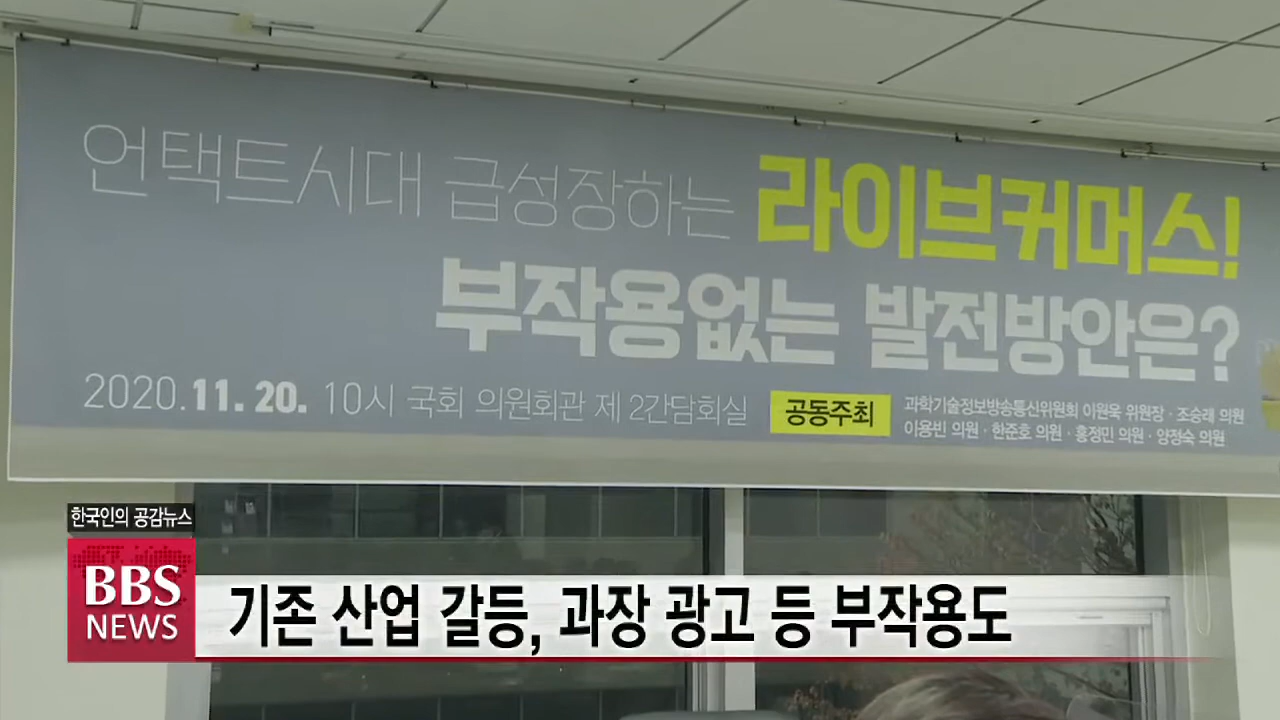 언택트시대 급성장하는 라이브커머스!
부작용없는 발전방안은?
2020. 11. 20. 10시 국회 의원회관 제 2간담회실 공동주최 과학기술정보방송통신위원회 이원욱 위원장 · 조승래 의원
이용빈 의원 · 한준호 의원 · 홍정민 의원 · 양정숙 의원
한국인의 공감뉴스
BBS
NEWS
기존 산업 갈등, 과장 광고 등 부작용도